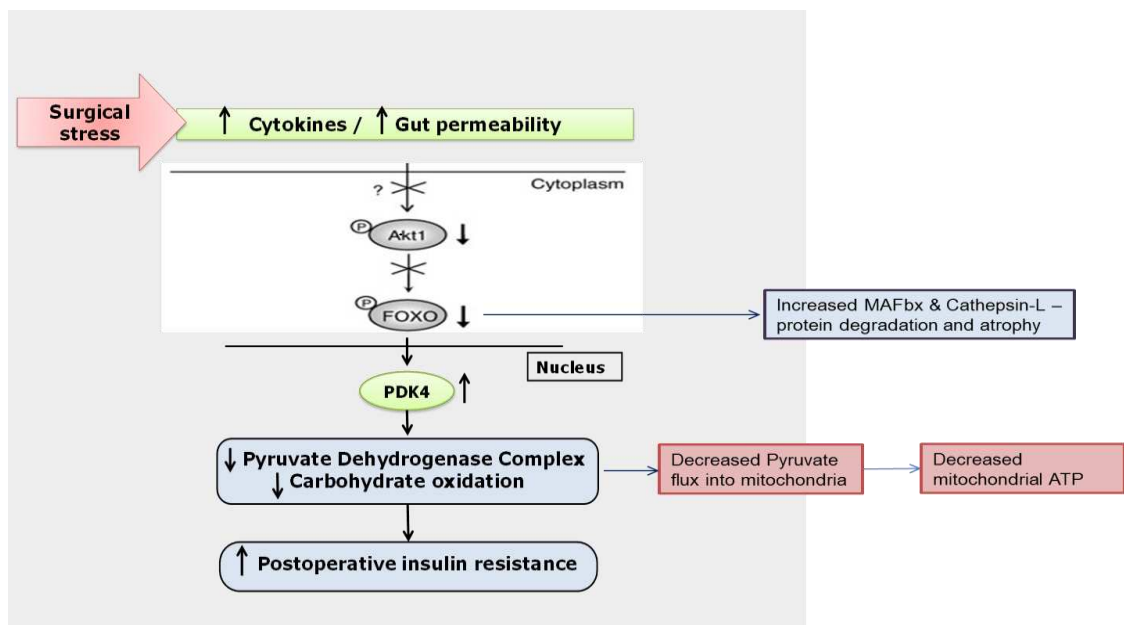 Surgical
stress
↑ Cytokines / ↑ Gut permeability
Cytoplasm
?
P
Akt1 ↓
P
FOXO ↓
Increased MAFbx & Cathepsin-L –
protein degradation and atrophy
Nucleus
PDK4 ↑
↓ Pyruvate Dehydrogenase Complex
↓ Carbohydrate oxidation
Decreased Pyruvate
flux into mitochondria
Decreased
mitochondrial ATP
↑ Postoperative insulin resistance